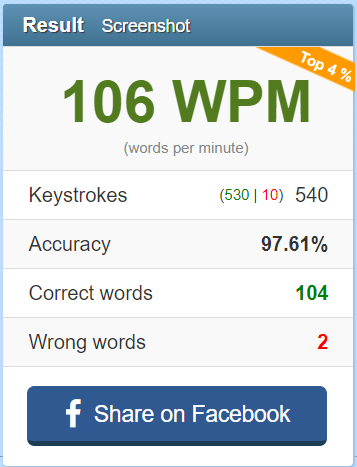 Result Screenshot
Top 4 %
106 WPM
(words per minute)
Keystrokes (530 | 10) 540
Accuracy 97.61%
Correct words 104
Wrong words 2
Share on Facebook